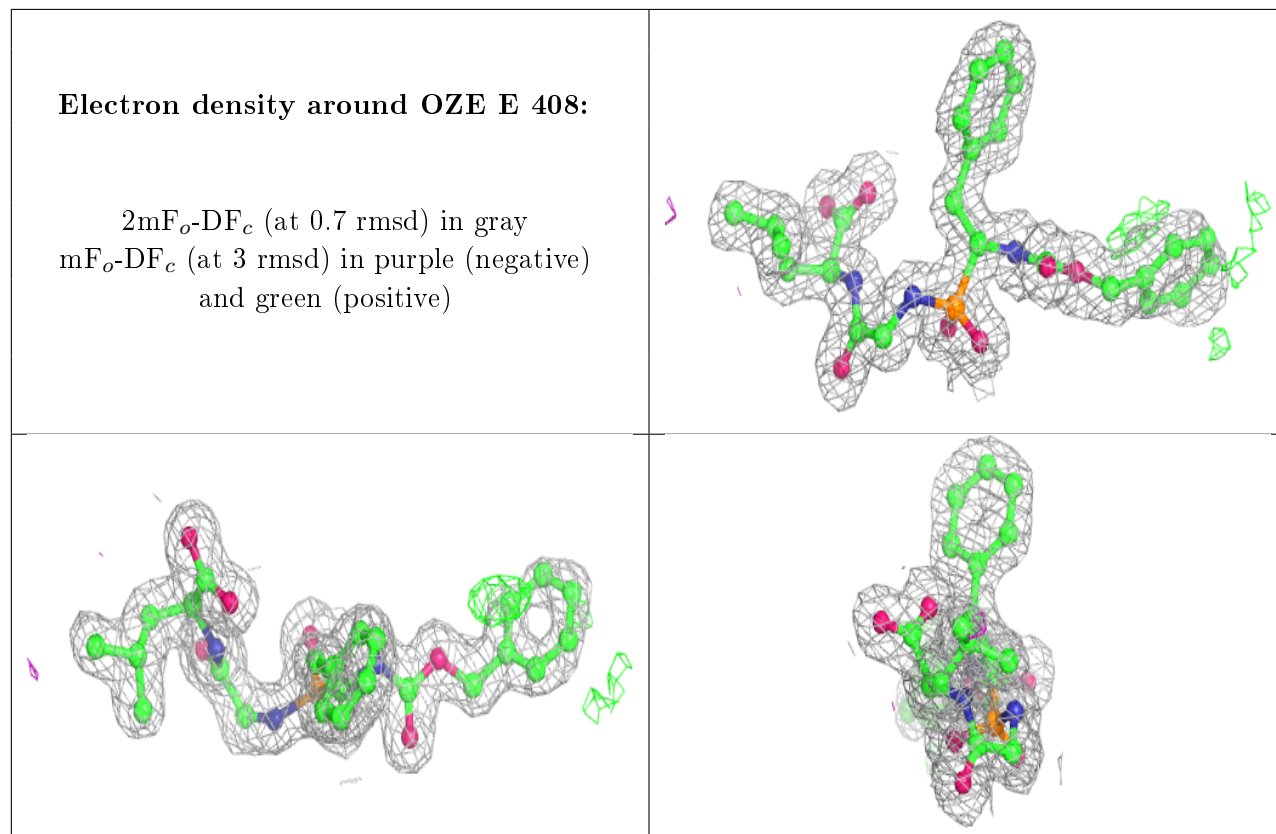 Electron density around OZE E 408:
2mFo-DFc (at 0.7 rmsd) in gray
mFo-DFc (at 3 rmsd) in purple (negative)
and green (positive)